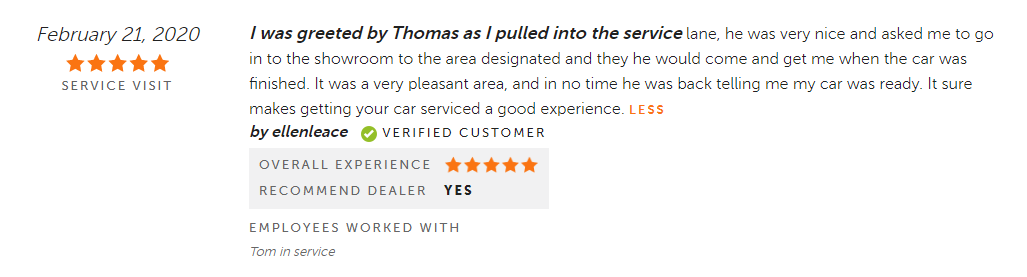 February 21, 2020
SERVICE VISIT
I was greeted by Thomas as I pulled into the service lane, he was very nice and asked me to go
in to the showroom to the area designated and they he would come and get me when the car was
finished. It was a very pleasant area, and in no time he was back telling me my car was ready. It sure
makes getting your car serviced a good experience. LESS
by ellenleace VERIFIED CUSTOMER
OVERALL EXPERIENCE
RECOMMEND DEALER YES
EMPLOYEES WORKED WITH
Tom in service